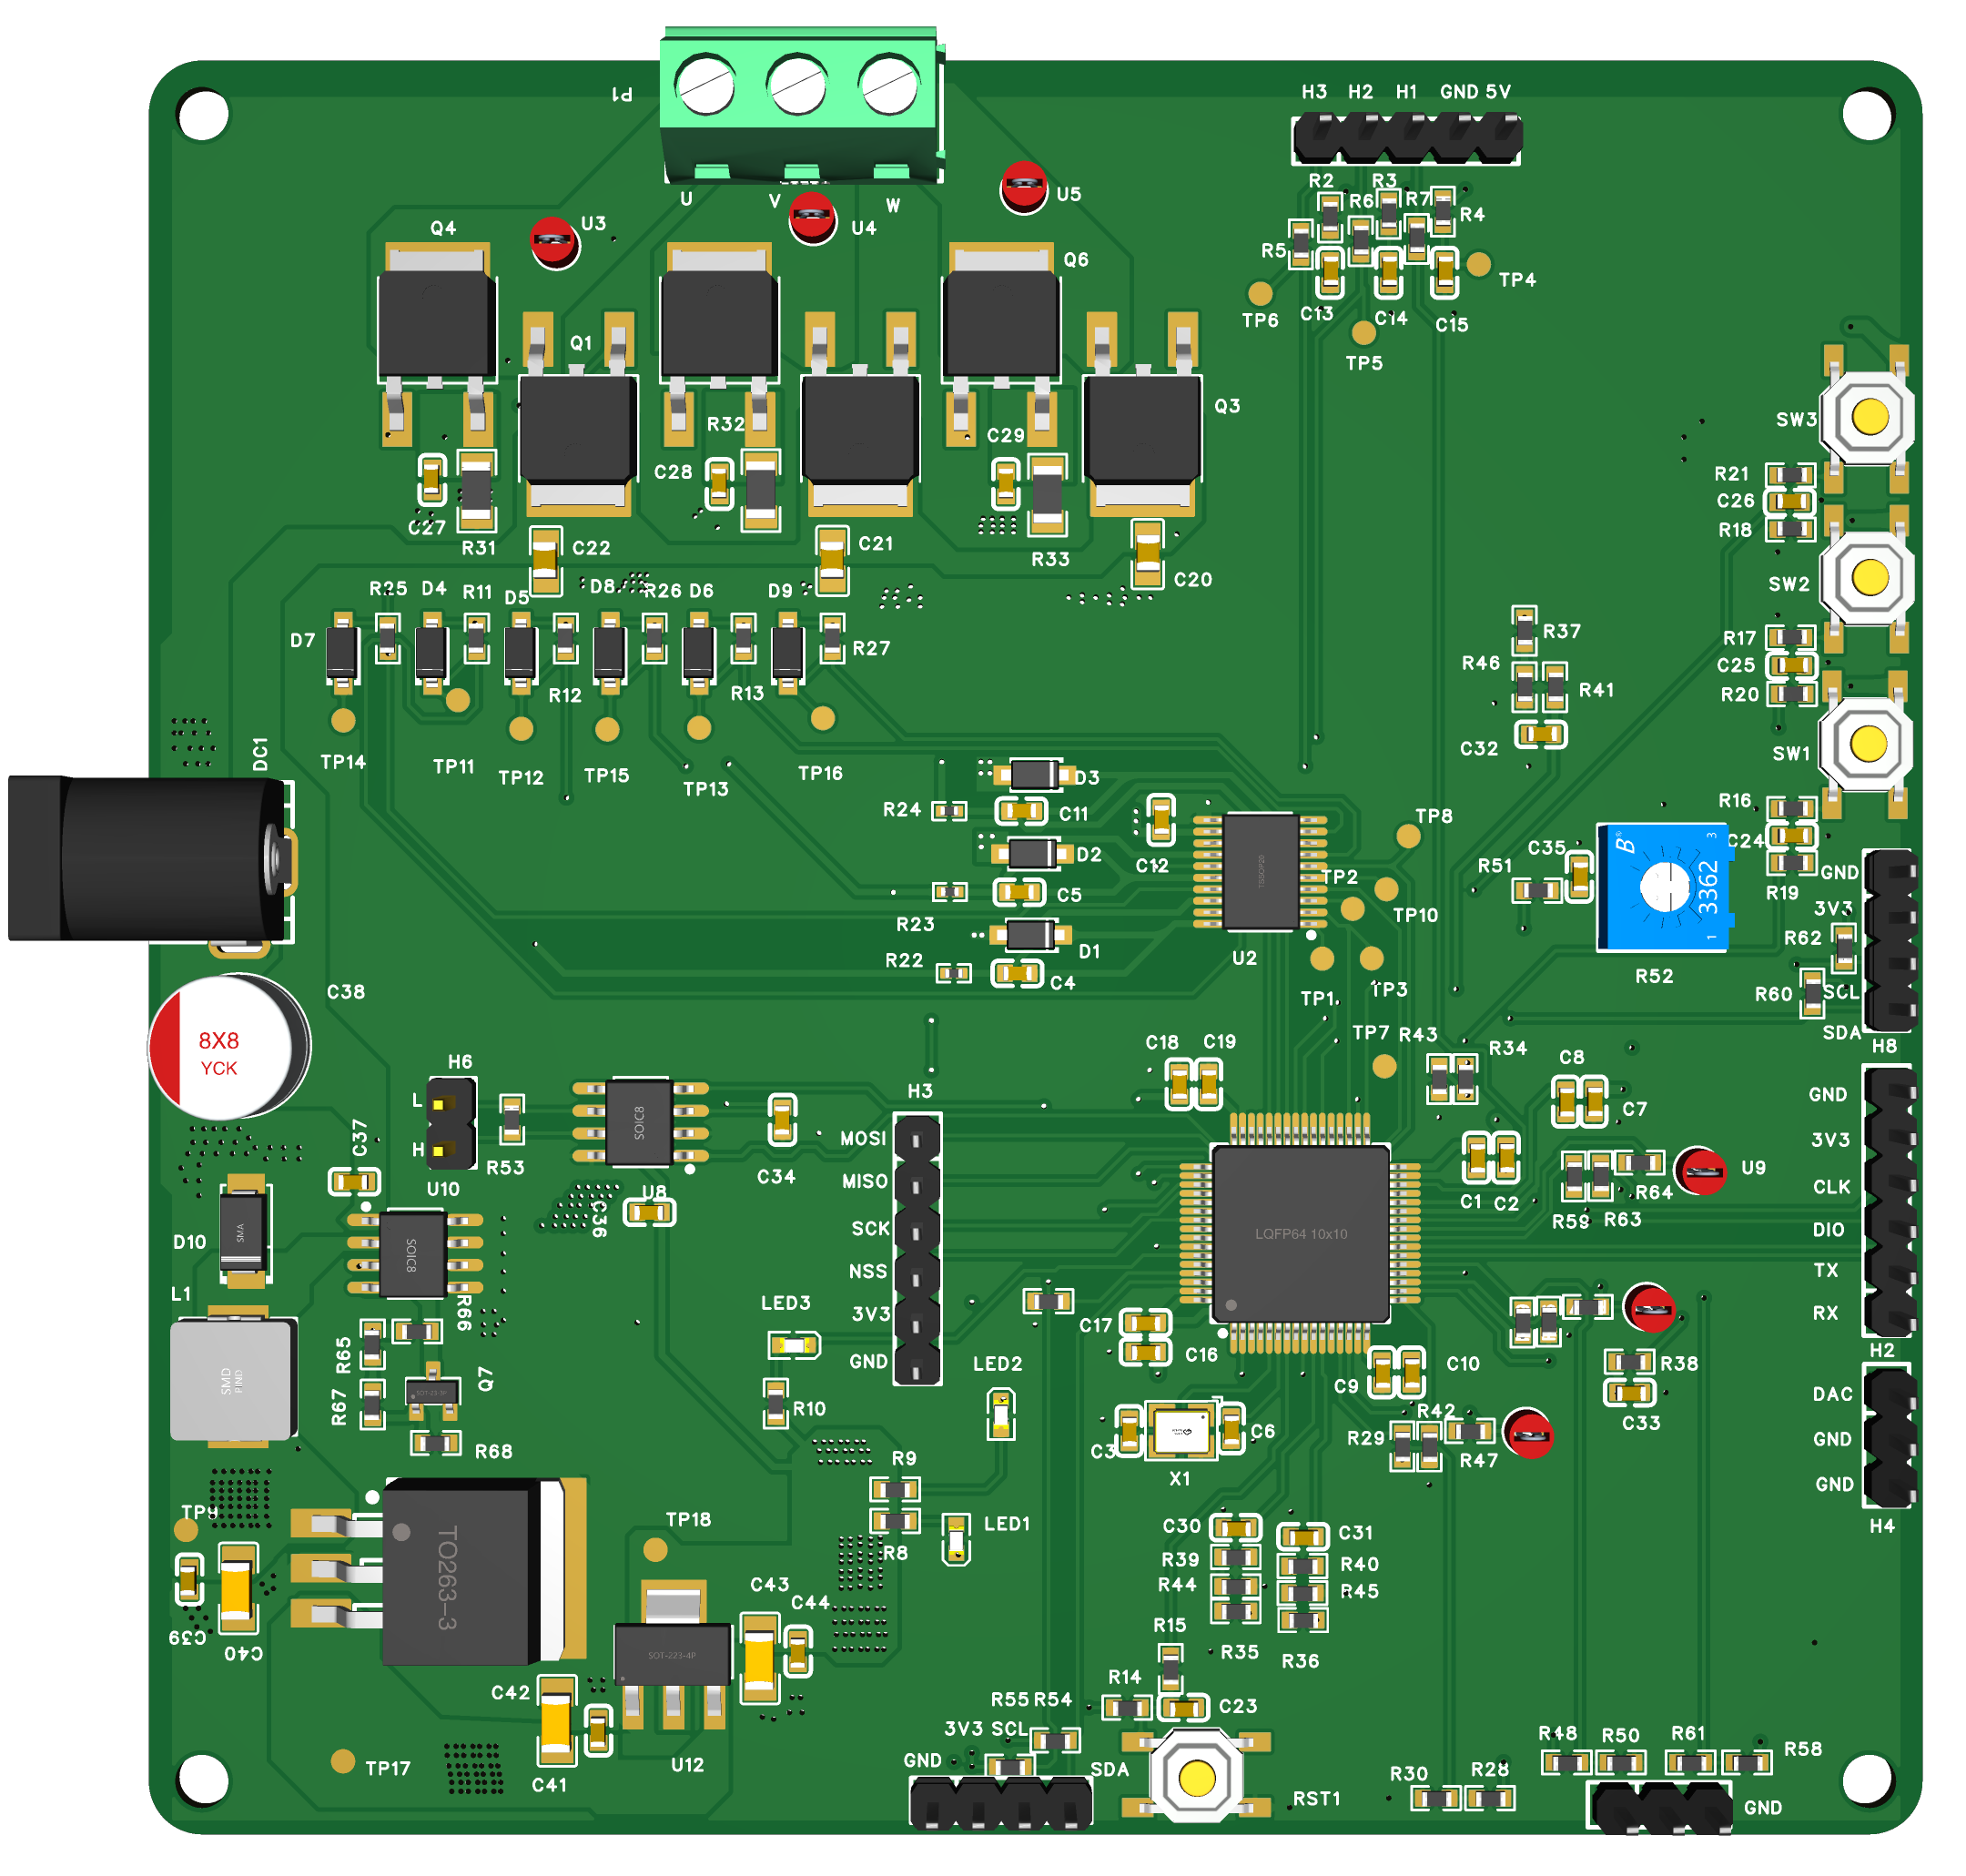 P1
U
V
W
H3 H2 H1 GND 5V
U3
U4
U5
R2
R3
R6
R7
R4
R5
TP4
TP6
C13
C14
C15
TP5
Q4
Q1
Q6
Q3
R32
C28
C29
C27
R31
C22
C21
R33
C20
SW3
R21
C26
R18
SW2
R17
C25
R20
SW1
R25
D4
R11
D5
D8
R26
D6
D9
D7
R12
R13
R27
TP14
TP11
TP12
TP15
TP13
TP16
R37
R46
R41
C32
DC1
D3
R24
C11
D2
C5
R23
D1
R22
C4
C12
TSSOP20
U2
TP8
TP2
TP10
TP1
TP3
TP7
R16
C24
R19
C35
R51
B®
3362
3
1
R52
GND
3V3
R62
R60
SCL
SDA
H8
C38
8X8
YCK
H6
L
H
R53
SOIC8
U8
C34
C36
C37
U10
SOIC8
D10
SMA
L1
SMD
PIND
R66
R65
R67
Q7
R68
H3
MOSI
MISO
SCK
NSS
3V3
GND
C18
C19
R43
R34
C8
C7
C1
C2
R59
R63
R64
U9
LQFP64 10x10
GND
3V3
CLK
DIO
TX
RX
H2
DAC
GND
GND
H4
LED3
R10
LED2
C17
C16
C9
C10
R38
C33
C3
C6
X1
R29
R42
R47
R9
R8
LED1
TP9
C39
C40
TO263-3
TP18
C43
C44
SOT-223-4P
U12
C42
C41
TP17
C30
R39
R44
R35
C31
R40
R45
R36
R15
R14
C23
R55 R54
3V3 SCL
GND
SDA
RST1
R30
R28
R48
R50
R61
R58
GND